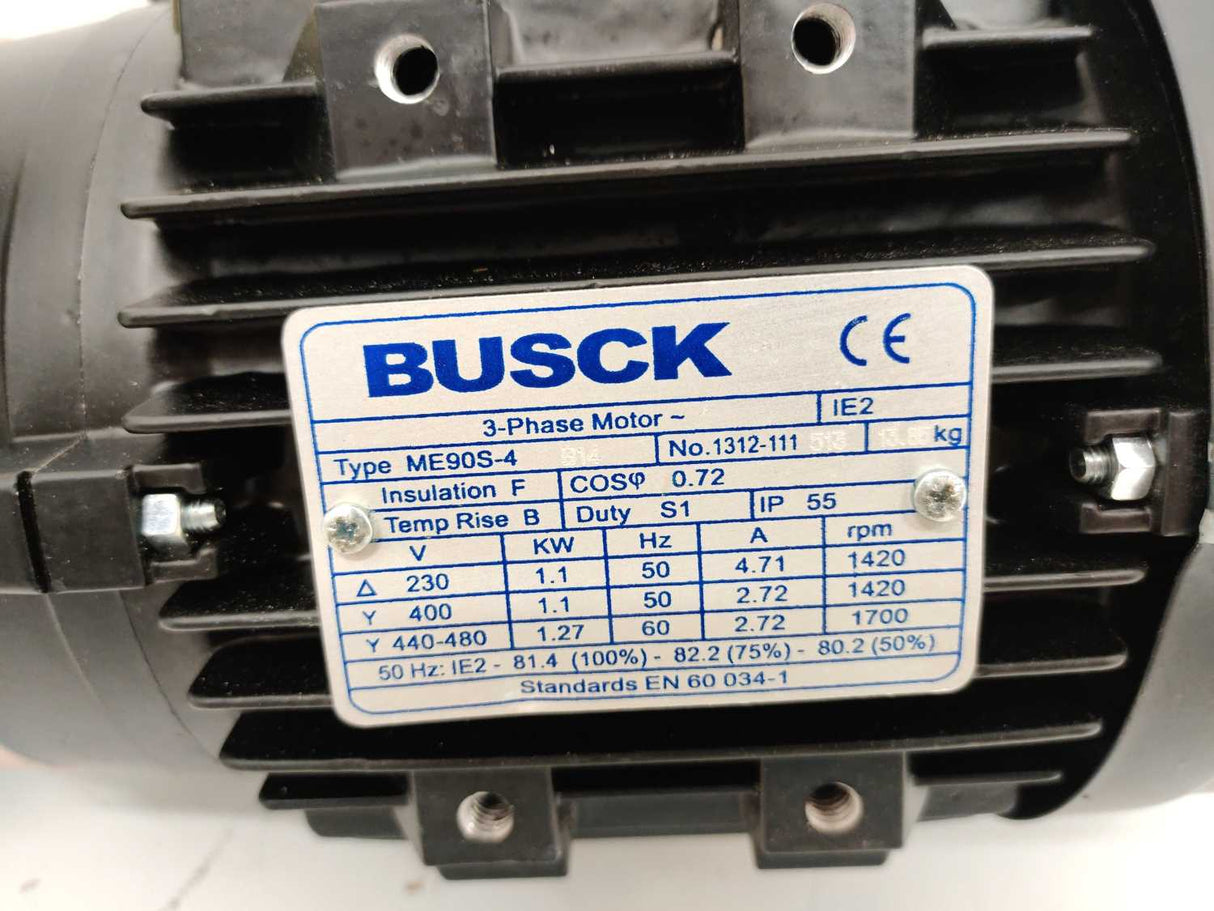 BUSCK CE
3-Phase Motor ~ IE2
Type ME90S-4 B14 No.1312-111 kg
Insulation F COSφ 0.72
Temp Rise B Duty S1 IP 55
V KW Hz A rpm
Δ 230 1.1 50 4.71 1420
Y 400 1.1 50 2.72 1420
Y 440-480 1.27 60 2.72 1700
50 Hz: IE2 - 81.4 (100%) - 82.2 (75%) - 80.2 (50%)
Standards EN 60 034-1